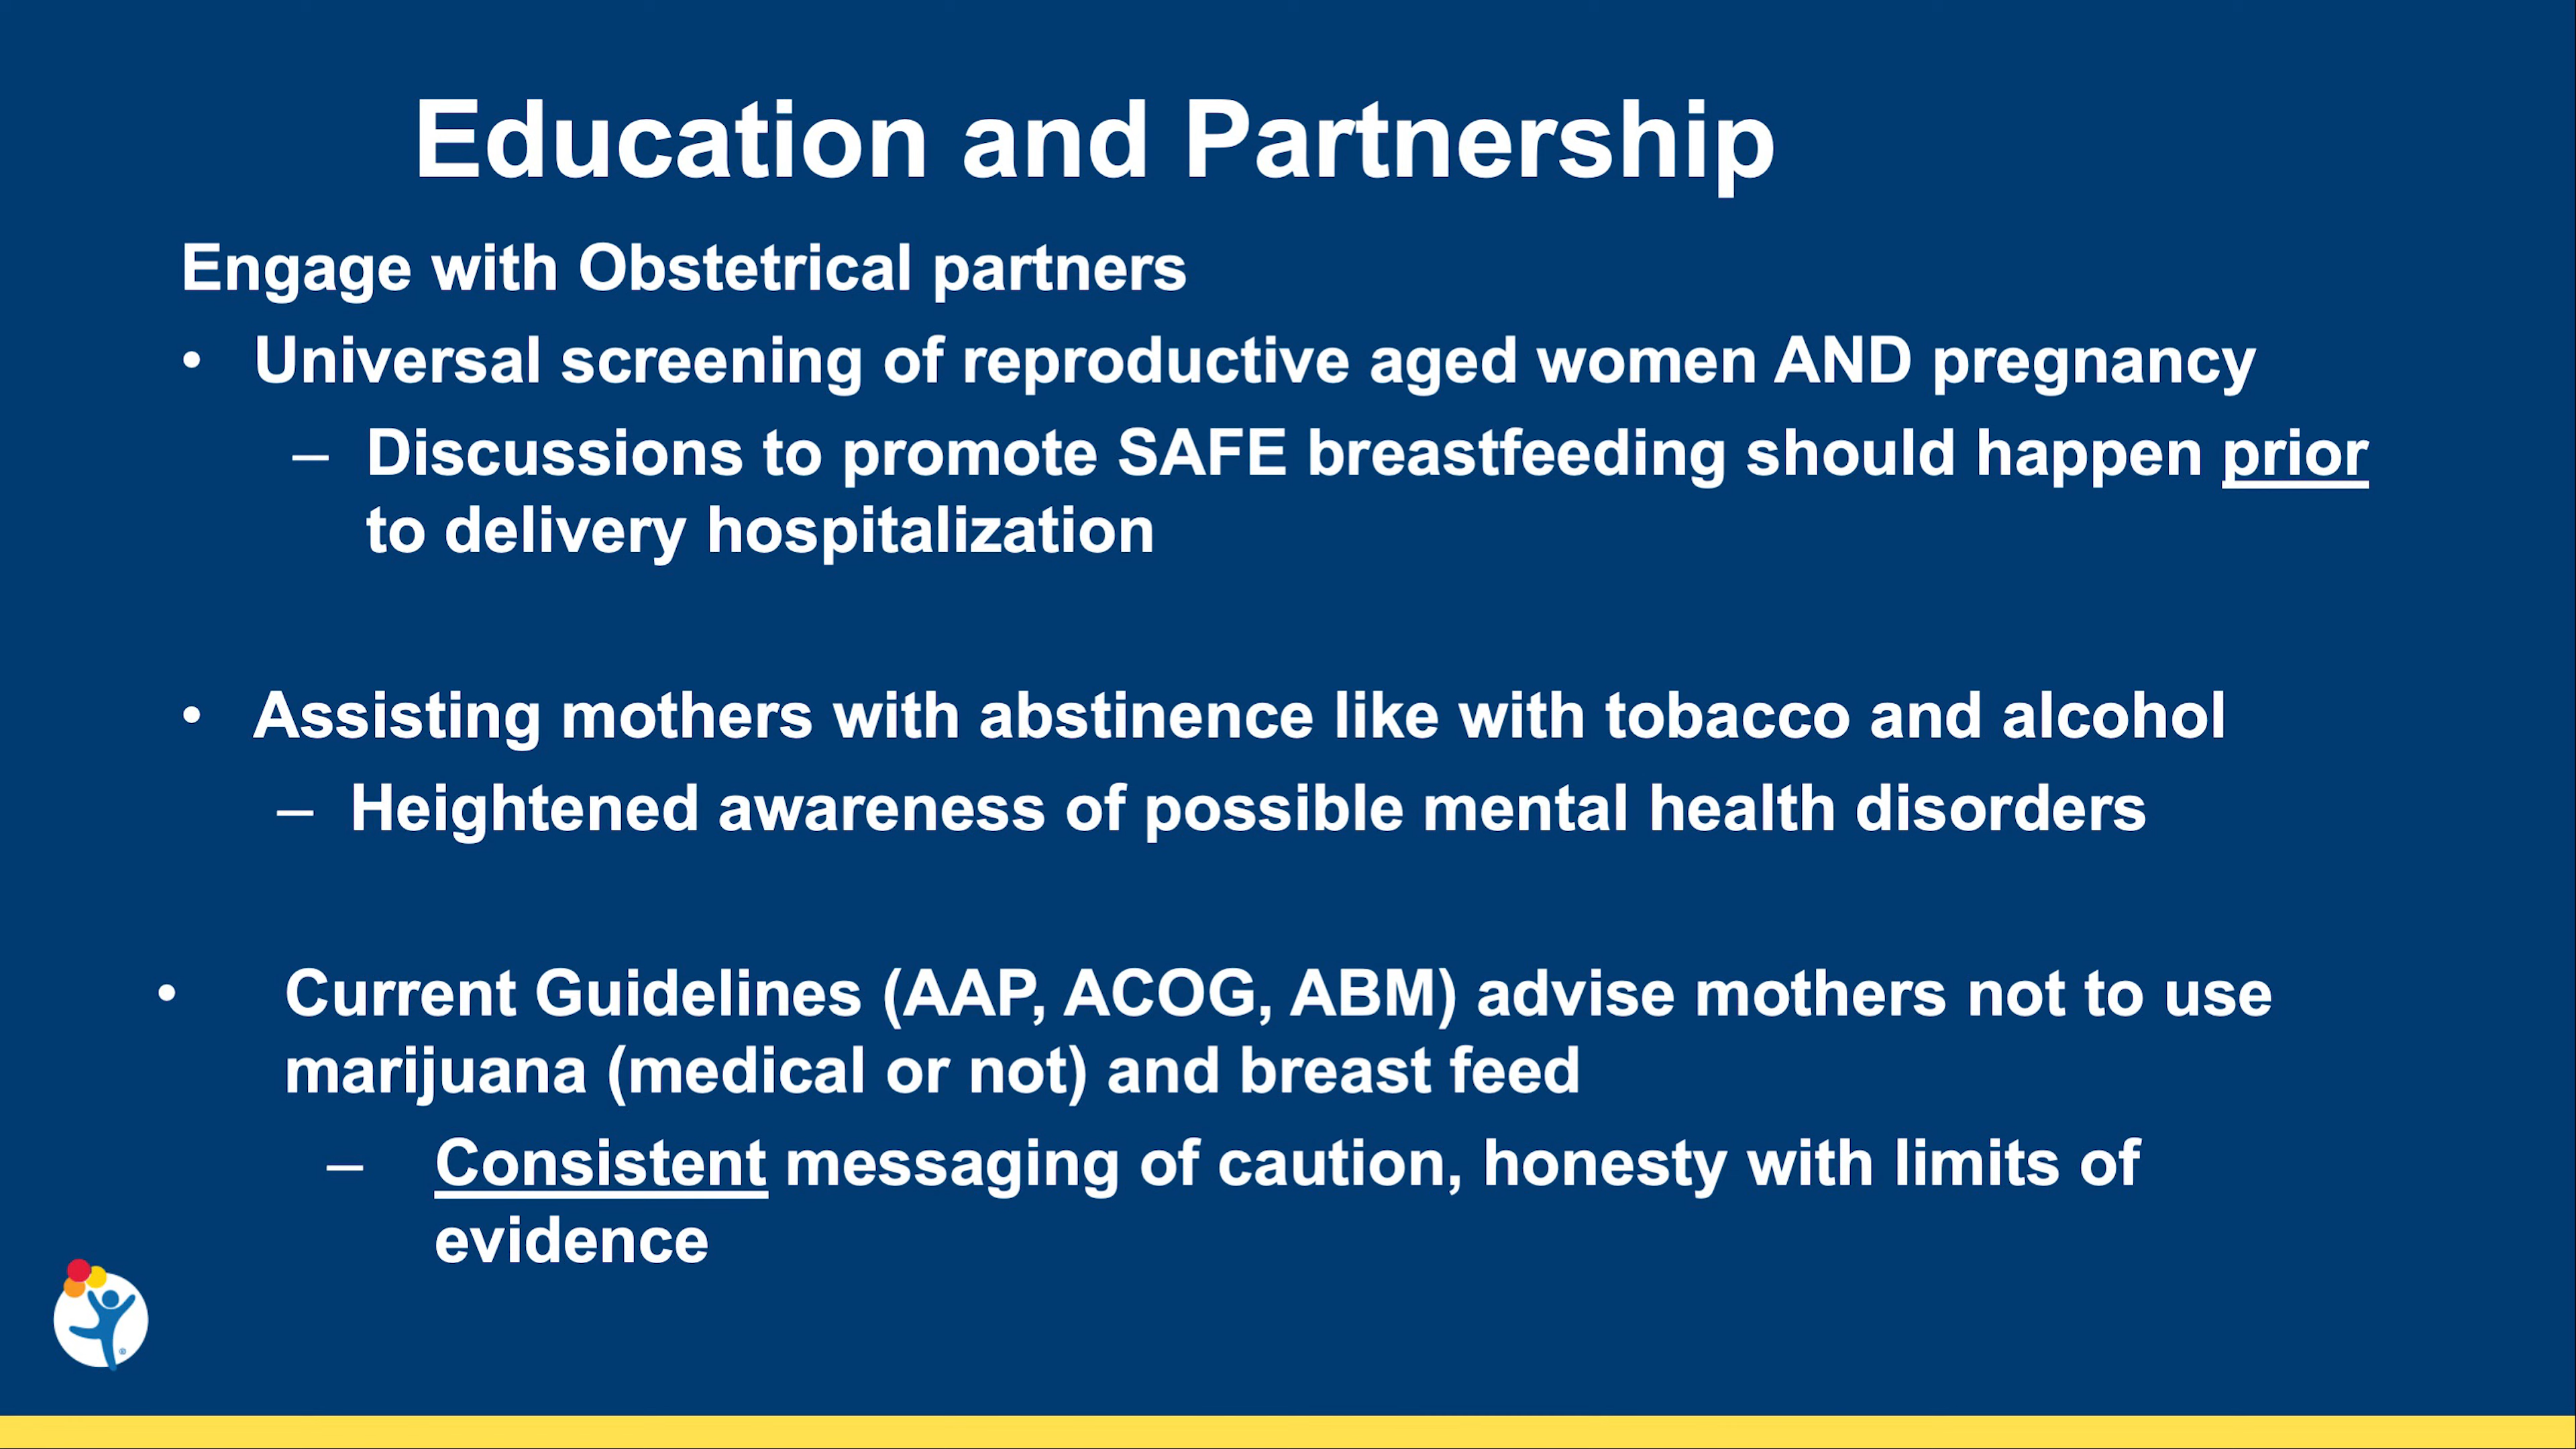 Education and Partnership
Engage with Obstetrical partners
• Universal screening of reproductive aged women AND pregnancy
– Discussions to promote SAFE breastfeeding should happen prior
to delivery hospitalization
• Assisting mothers with abstinence like with tobacco and alcohol
– Heightened awareness of possible mental health disorders
• Current Guidelines (AAP, ACOG, ABM) advise mothers not to use
marijuana (medical or not) and breast feed
– Consistent messaging of caution, honesty with limits of
evidence
®